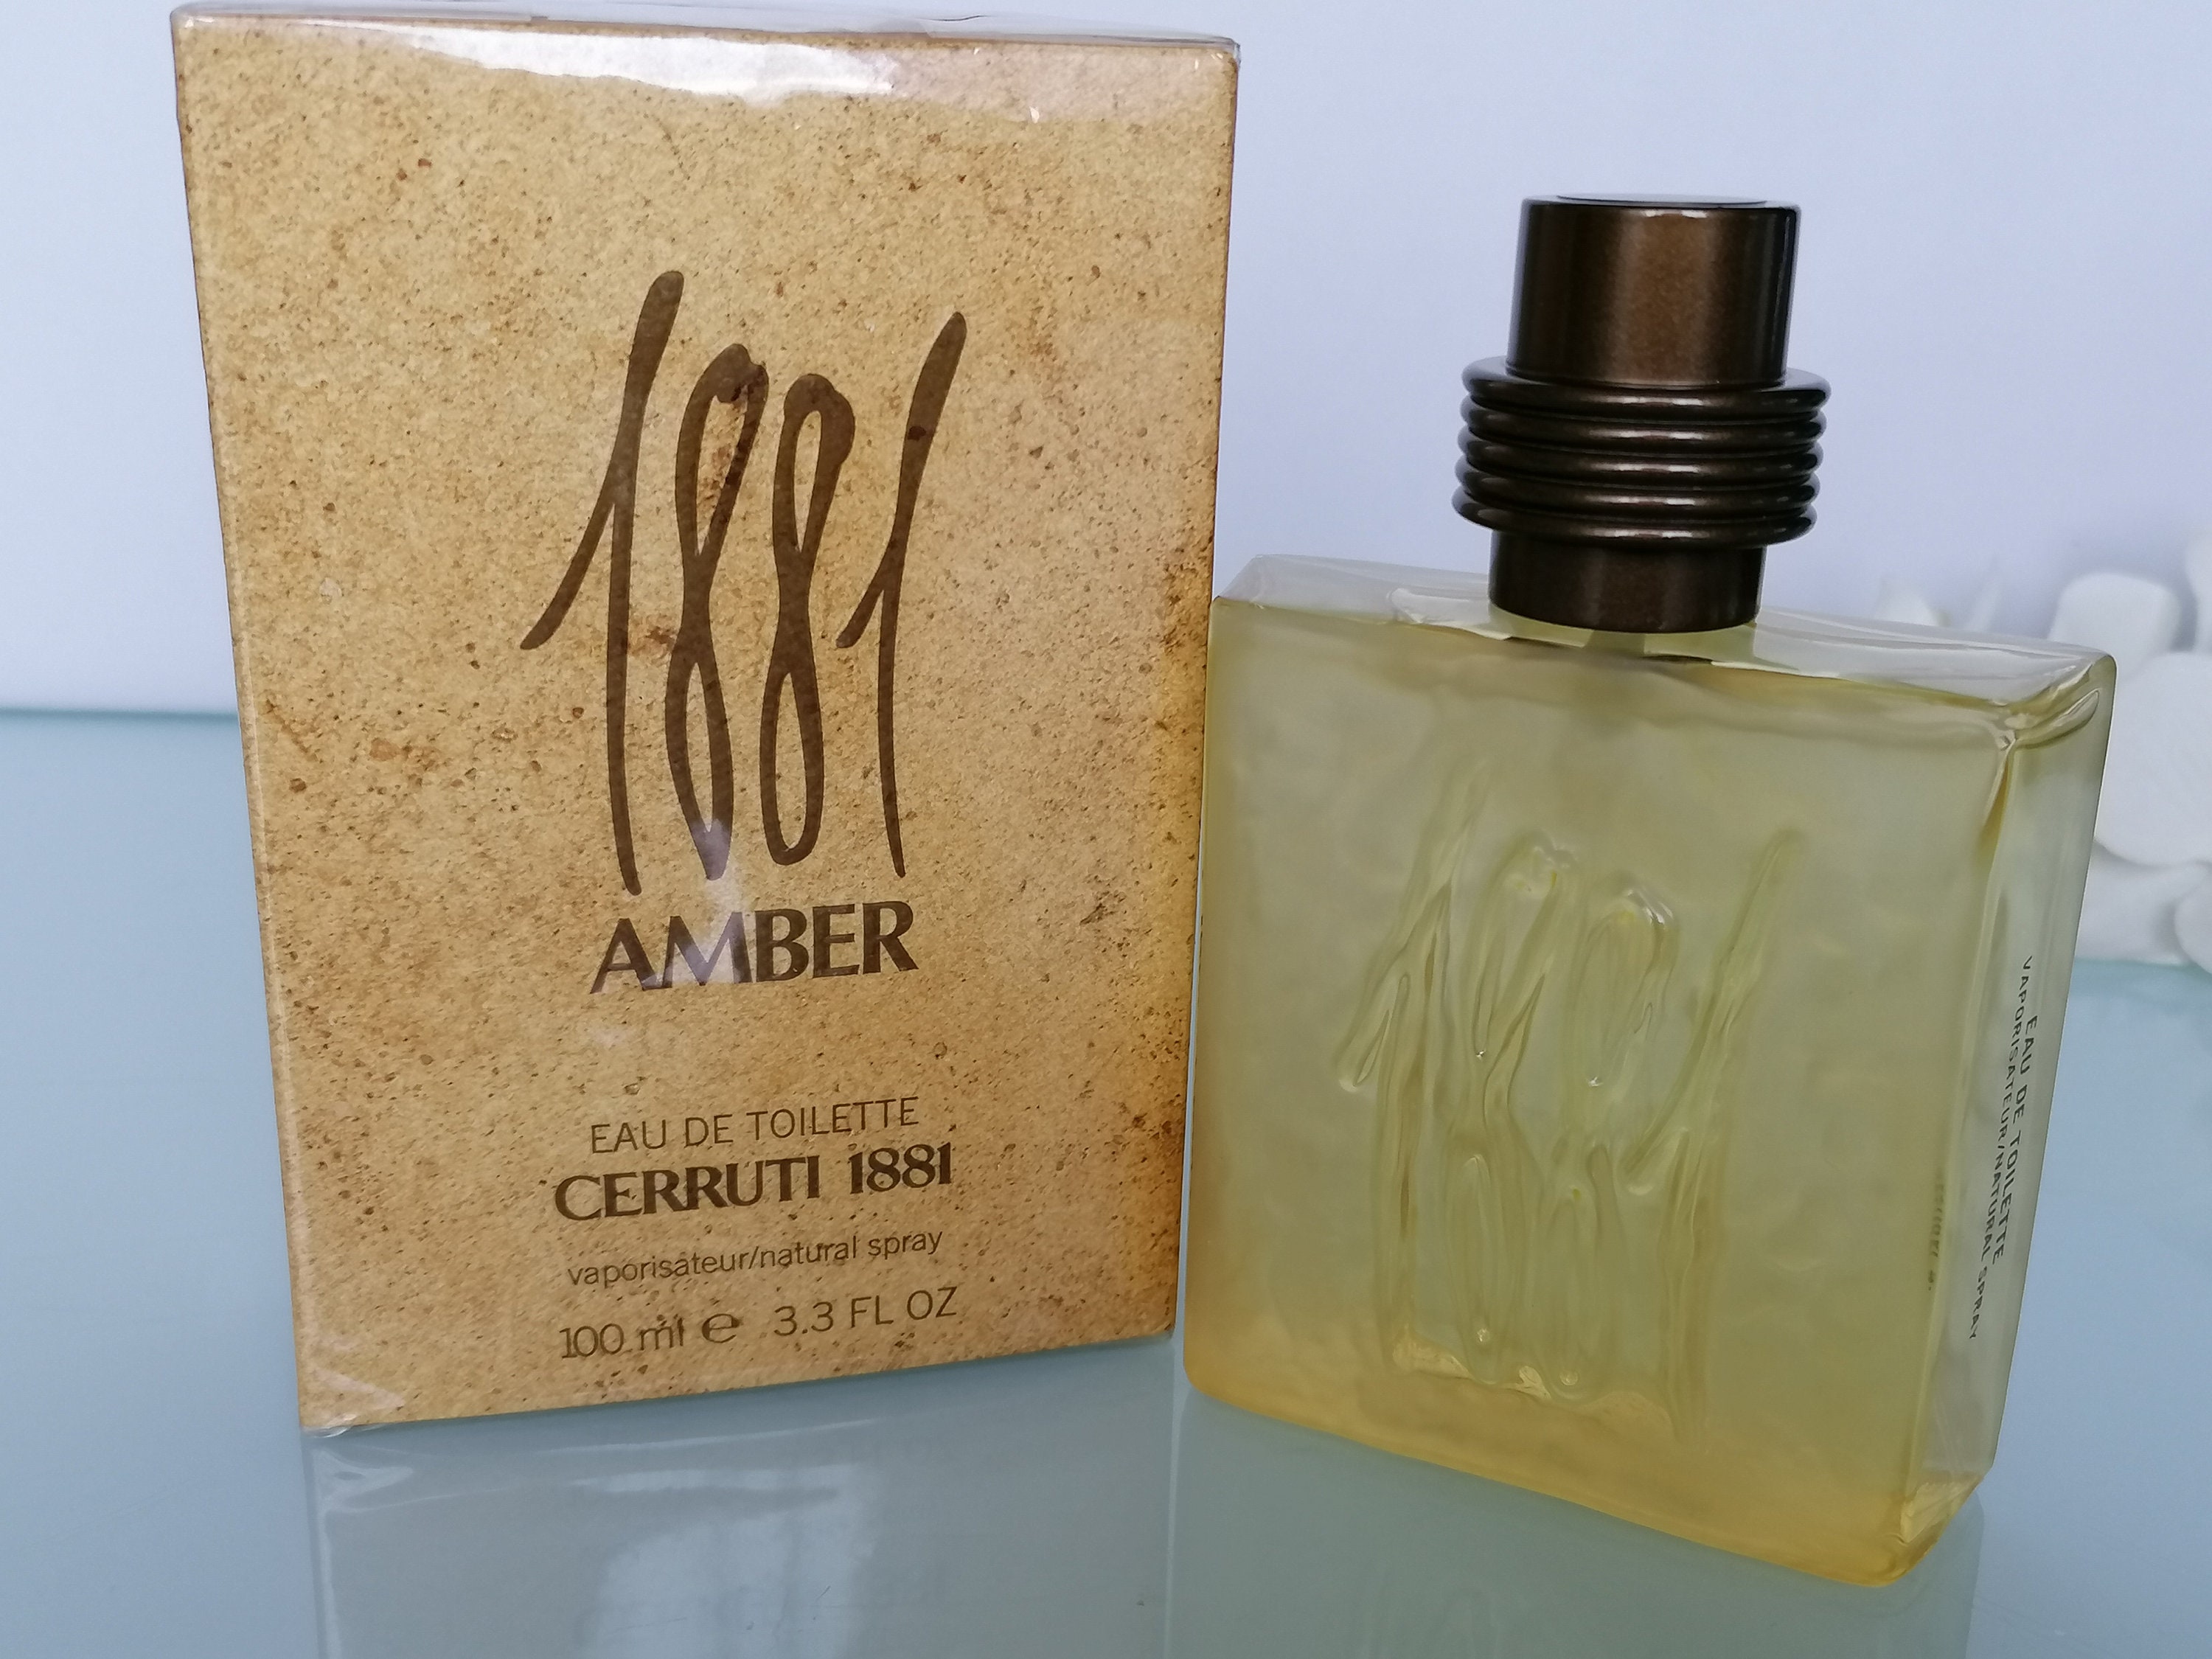 1881
AMBER
EAU DE TOILETTE
CERRUTI 1881
vaporisateur/natural spray
100 ml ℮ 3.3 FL OZ
1881
EAU DE TOILETTE
VAPORISATEUR/NATURAL SPRAY